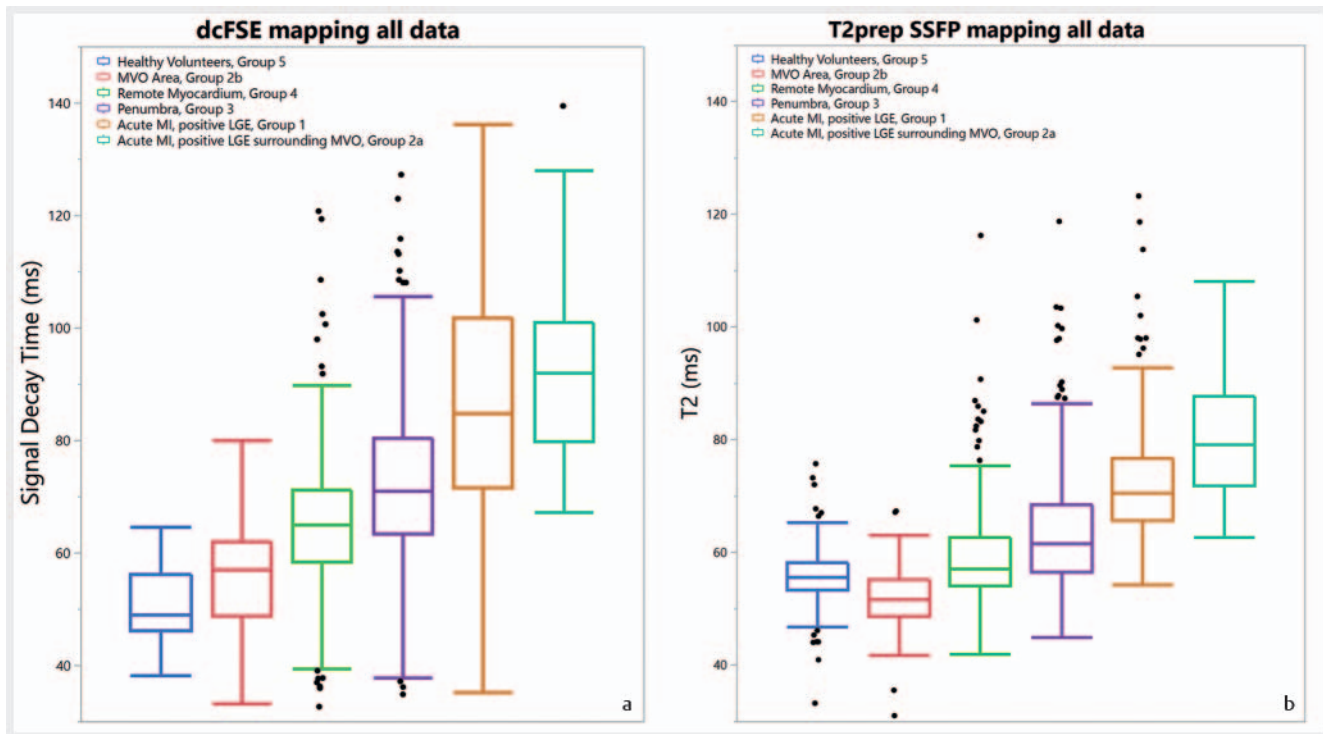 dcFSE mapping all data
Healthy Volunteers, Group 5
MVO Area, Group 2b
Remote Myocardium, Group 4
Penumbra, Group 3
Acute MI, positive LGE, Group 1
Acute MI, positive LGE surrounding MVO, Group 2a
Signal Decay Time (ms)
140
120
100
80
60
40
a
T2prep SSFP mapping all data
Healthy Volunteers, Group 5
MVO Area, Group 2b
Remote Myocardium, Group 4
Penumbra, Group 3
Acute MI, positive LGE, Group 1
Acute MI, positive LGE surrounding MVO, Group 2a
T2 (ms)
140
120
100
80
60
40
b